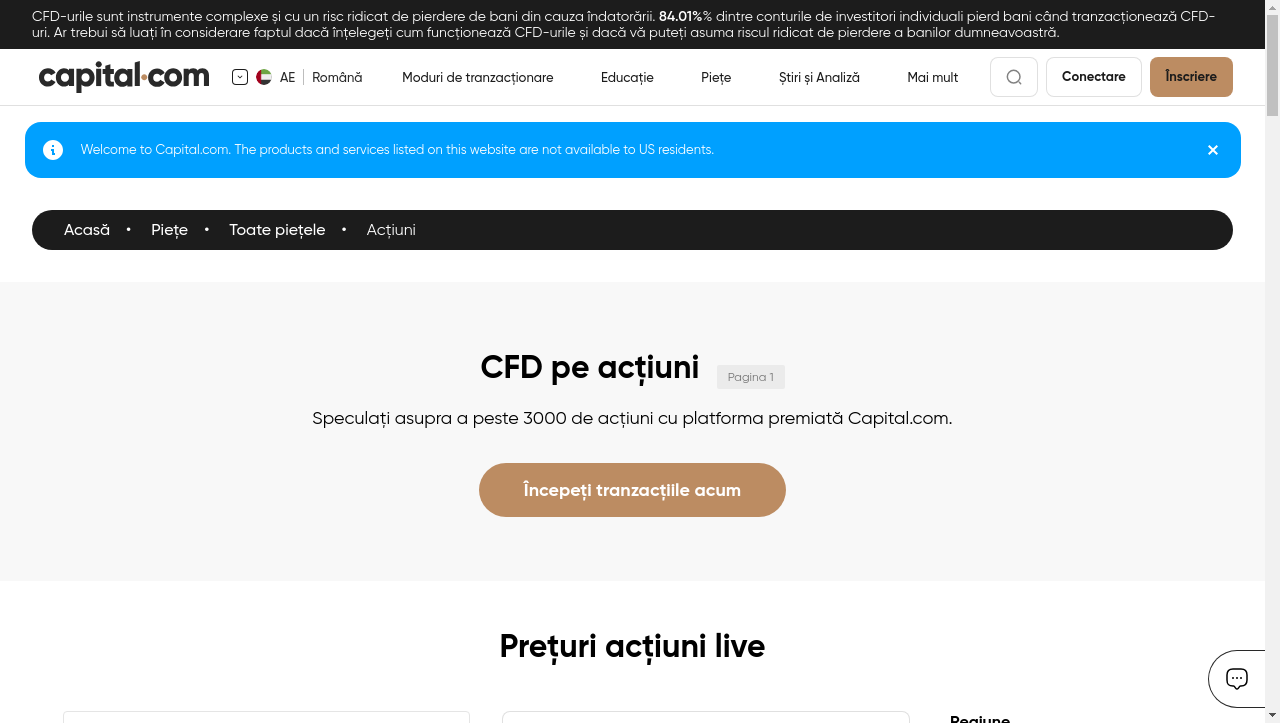 CFD-urile sunt instrumente complexe și cu un risc ridicat de pierdere de bani din cauza îndatorării. 84.01%% dintre conturile de investitori individuali pierd bani când tranzacționează CFD-
uri. Ar trebui să luați în considerare faptul dacă înțelegeți cum funcționează CFD-urile și dacă vă puteți asuma riscul ridicat de pierdere a banilor dumneavoastră.
capital.com AE Română Moduri de tranzacționare Educație Piețe Știri și Analiză Mai mult Conectare Înscriere
Welcome to Capital.com. The products and services listed on this website are not available to US residents.
Acasă • Piețe • Toate piețele • Acțiuni
CFD pe acțiuni Pagina 1
Speculați asupra a peste 3000 de acțiuni cu platforma premiată Capital.com.
Începeți tranzacțiile acum
Prețuri acțiuni live
Regiune